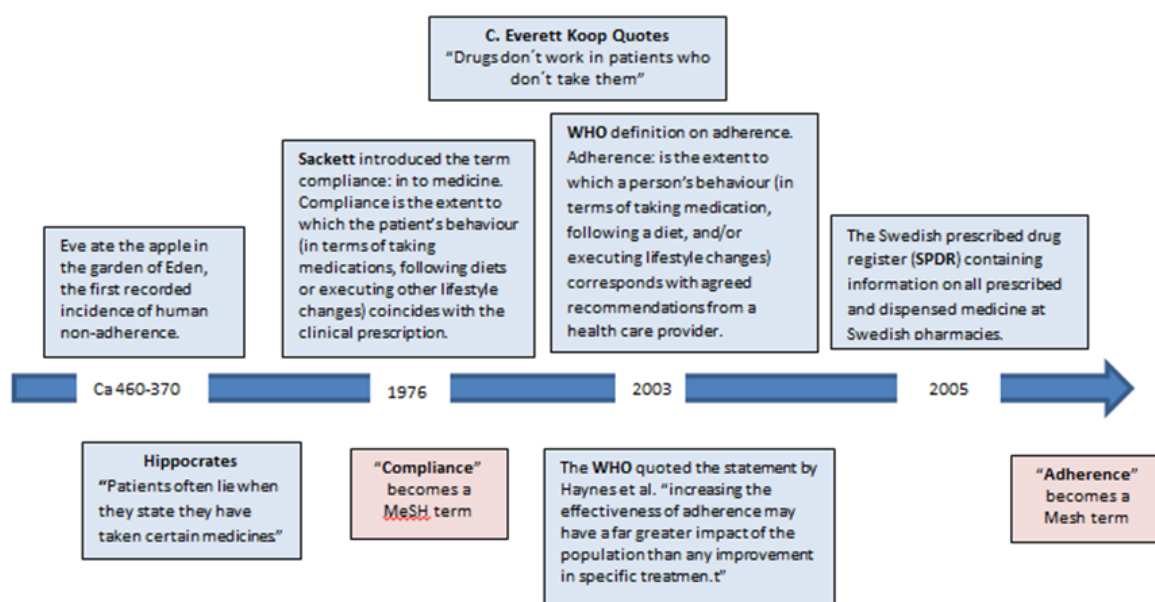 C. Everett Koop Quotes
“Drugs don´t work in patients who
don´t take them”
Eve ate the apple in
the garden of Eden,
the first recorded
incidence of human
non-adherence.
Sackett introduced the term
compliance: in to medicine.
Compliance is the extent to
which the patient’s behaviour
(in terms of taking
medications, following diets
or executing other lifestyle
changes) coincides with the
clinical prescription.
WHO definition on adherence.
Adherence: is the extent to
which a person’s behaviour (in
terms of taking medication,
following a diet, and/or
executing lifestyle changes)
corresponds with agreed
recommendations from a
health care provider.
The Swedish prescribed drug
register (SPDR) containing
information on all prescribed
and dispensed medicine at
Swedish pharmacies.
Ca 460-370
1976
2003
2005
Hippocrates
“Patients often lie when
they state they have
taken certain medicines”
“Compliance”
becomes a
MeSH term
The WHO quoted the statement by
Haynes et al. “increasing the
effectiveness of adherence may
have a far greater impact of the
population than any improvement
in specific treatmen.t”
“Adherence”
becomes a
Mesh term